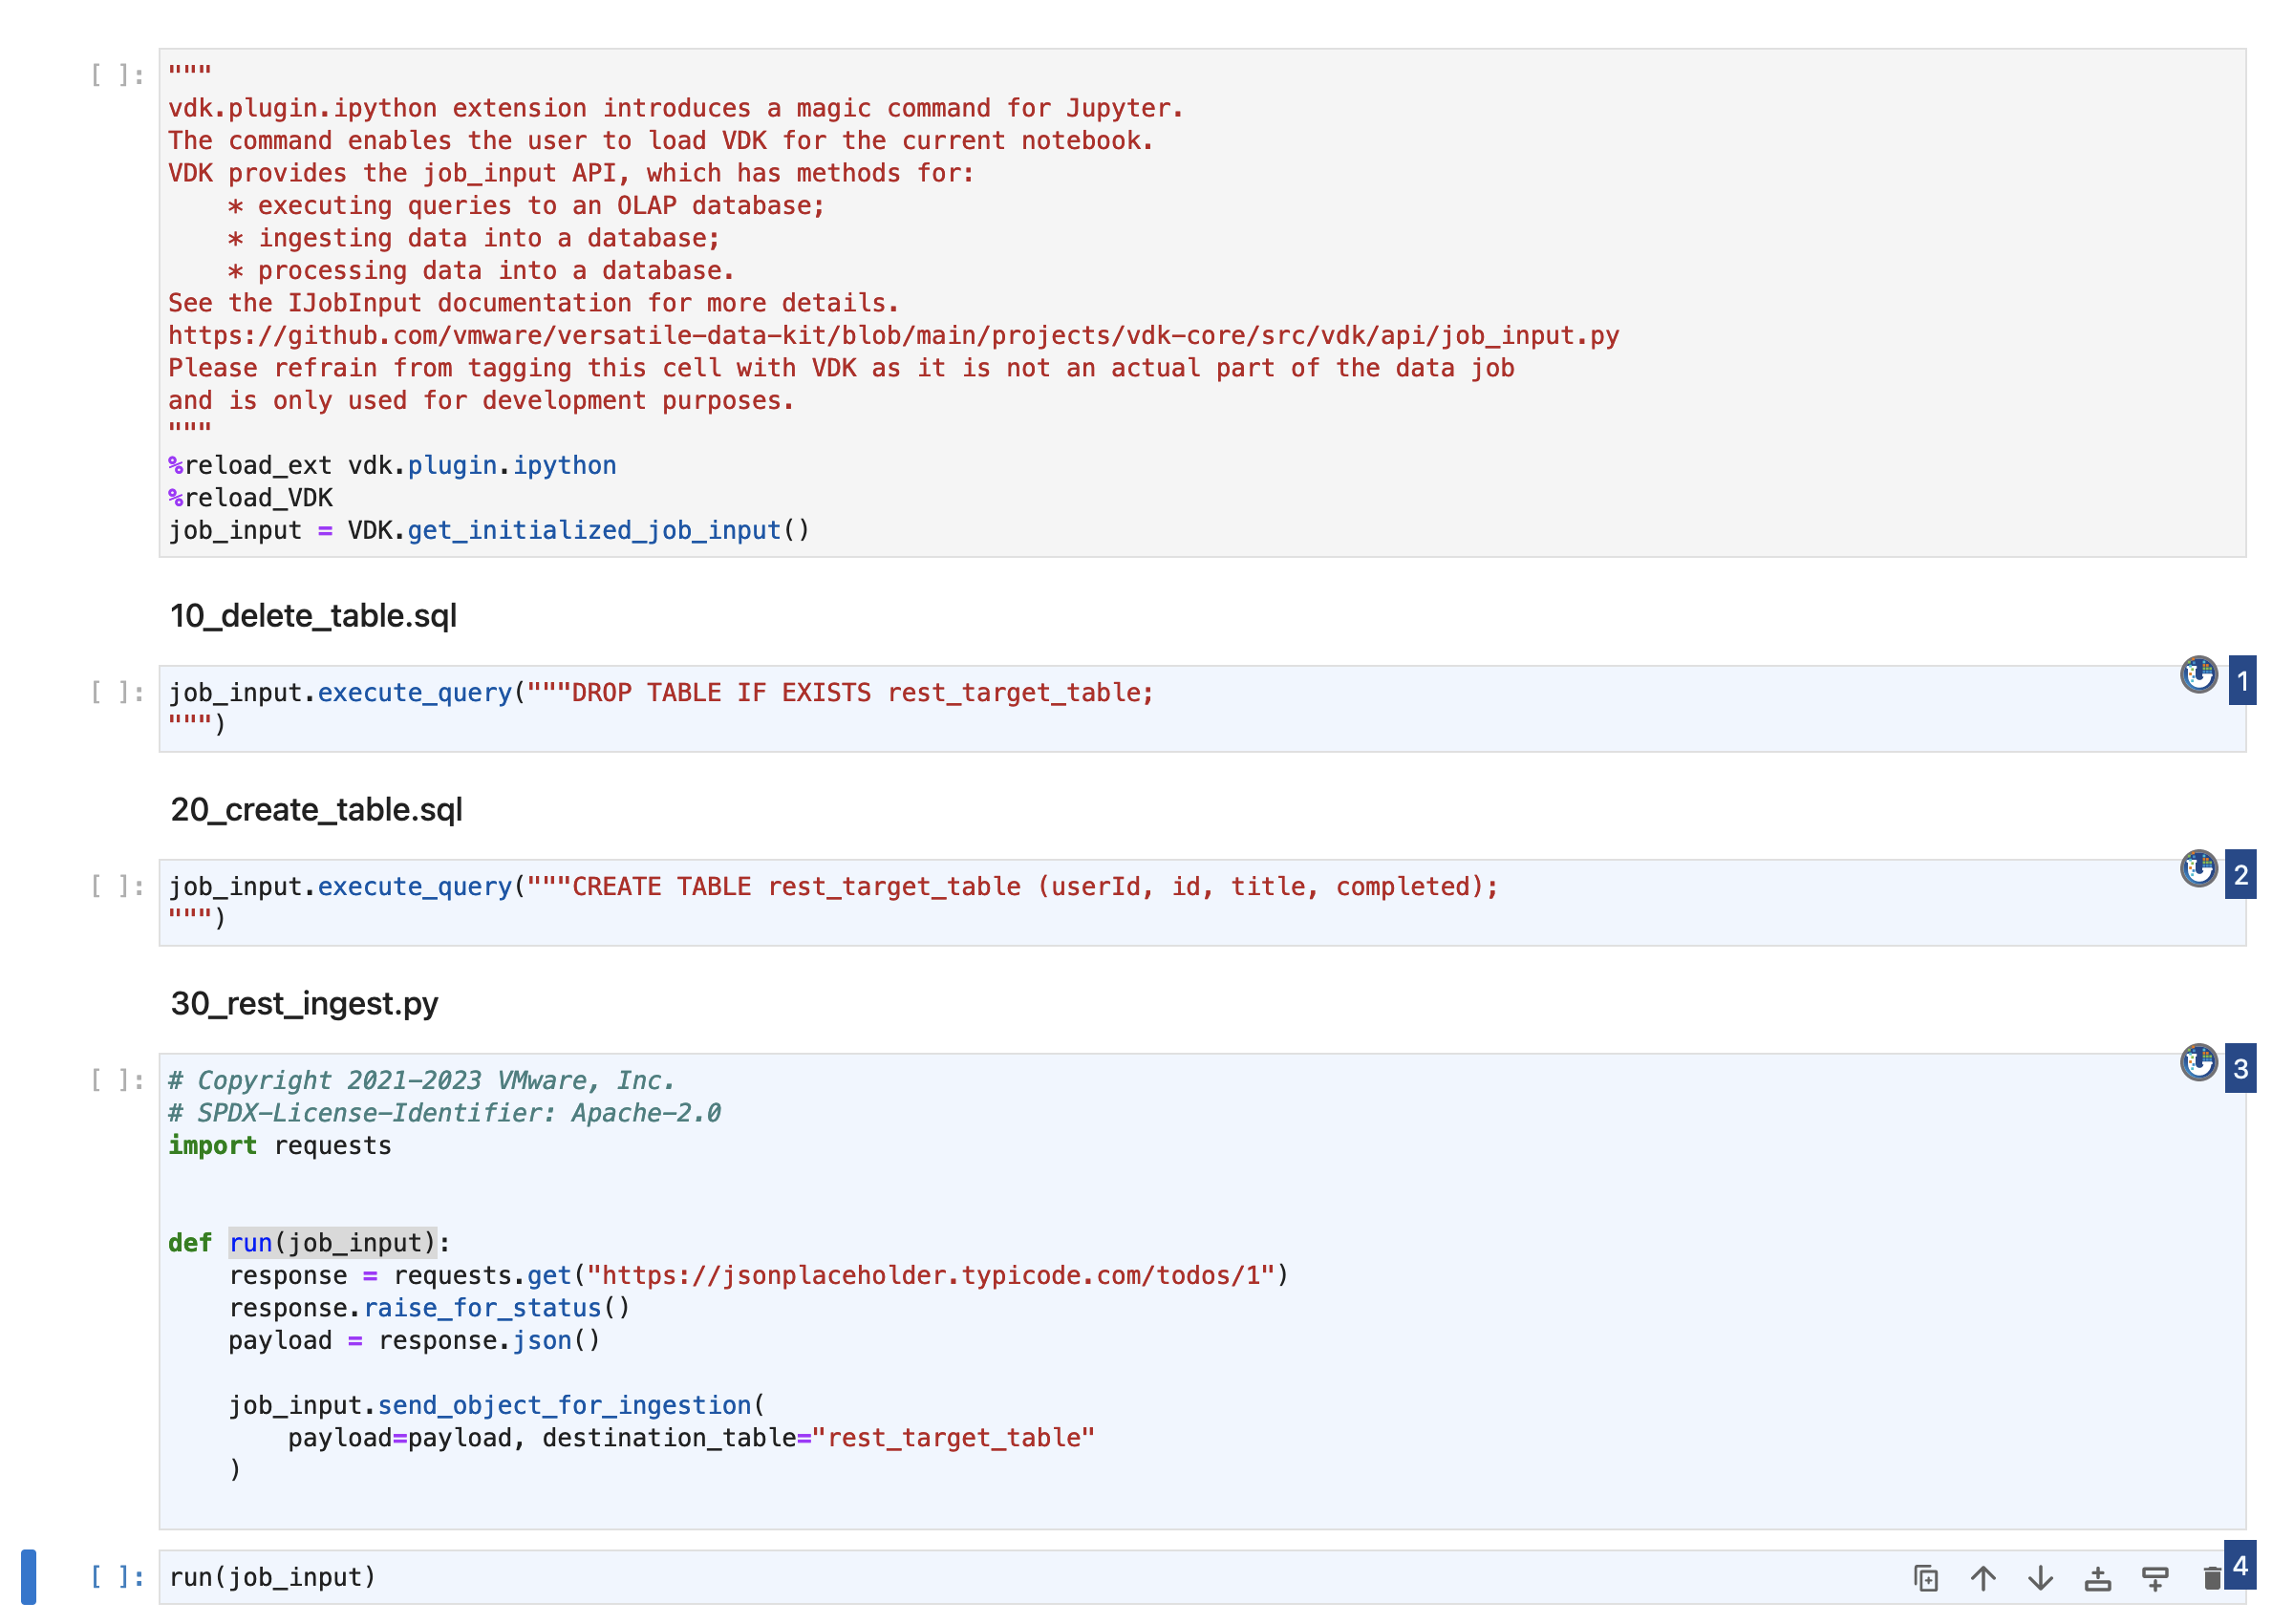 [ ]: """
vdk.plugin.ipython extension introduces a magic command for Jupyter.
The command enables the user to load VDK for the current notebook.
VDK provides the job_input API, which has methods for:
    * executing queries to an OLAP database;
    * ingesting data into a database;
    * processing data into a database.
See the IJobInput documentation for more details.
https://github.com/vmware/versatile-data-kit/blob/main/projects/vdk-core/src/vdk/api/job_input.py
Please refrain from tagging this cell with VDK as it is not an actual part of the data job
and is only used for development purposes.
"""
%reload_ext vdk.plugin.ipython
%reload_VDK
job_input = VDK.get_initialized_job_input()
10_delete_table.sql
[ ]: job_input.execute_query("""DROP TABLE IF EXISTS rest_target_table; 1
""")
20_create_table.sql
[ ]: job_input.execute_query("""CREATE TABLE rest_target_table (userId, id, title, completed); 2
""")
30_rest_ingest.py
[ ]: # Copyright 2021-2023 VMware, Inc. 3
# SPDX-License-Identifier: Apache-2.0
import requests
def run(job_input):
    response = requests.get("https://jsonplaceholder.typicode.com/todos/1")
    response.raise_for_status()
    payload = response.json()
    job_input.send_object_for_ingestion(
        payload=payload, destination_table="rest_target_table"
    )
[ ]: run(job_input) 4